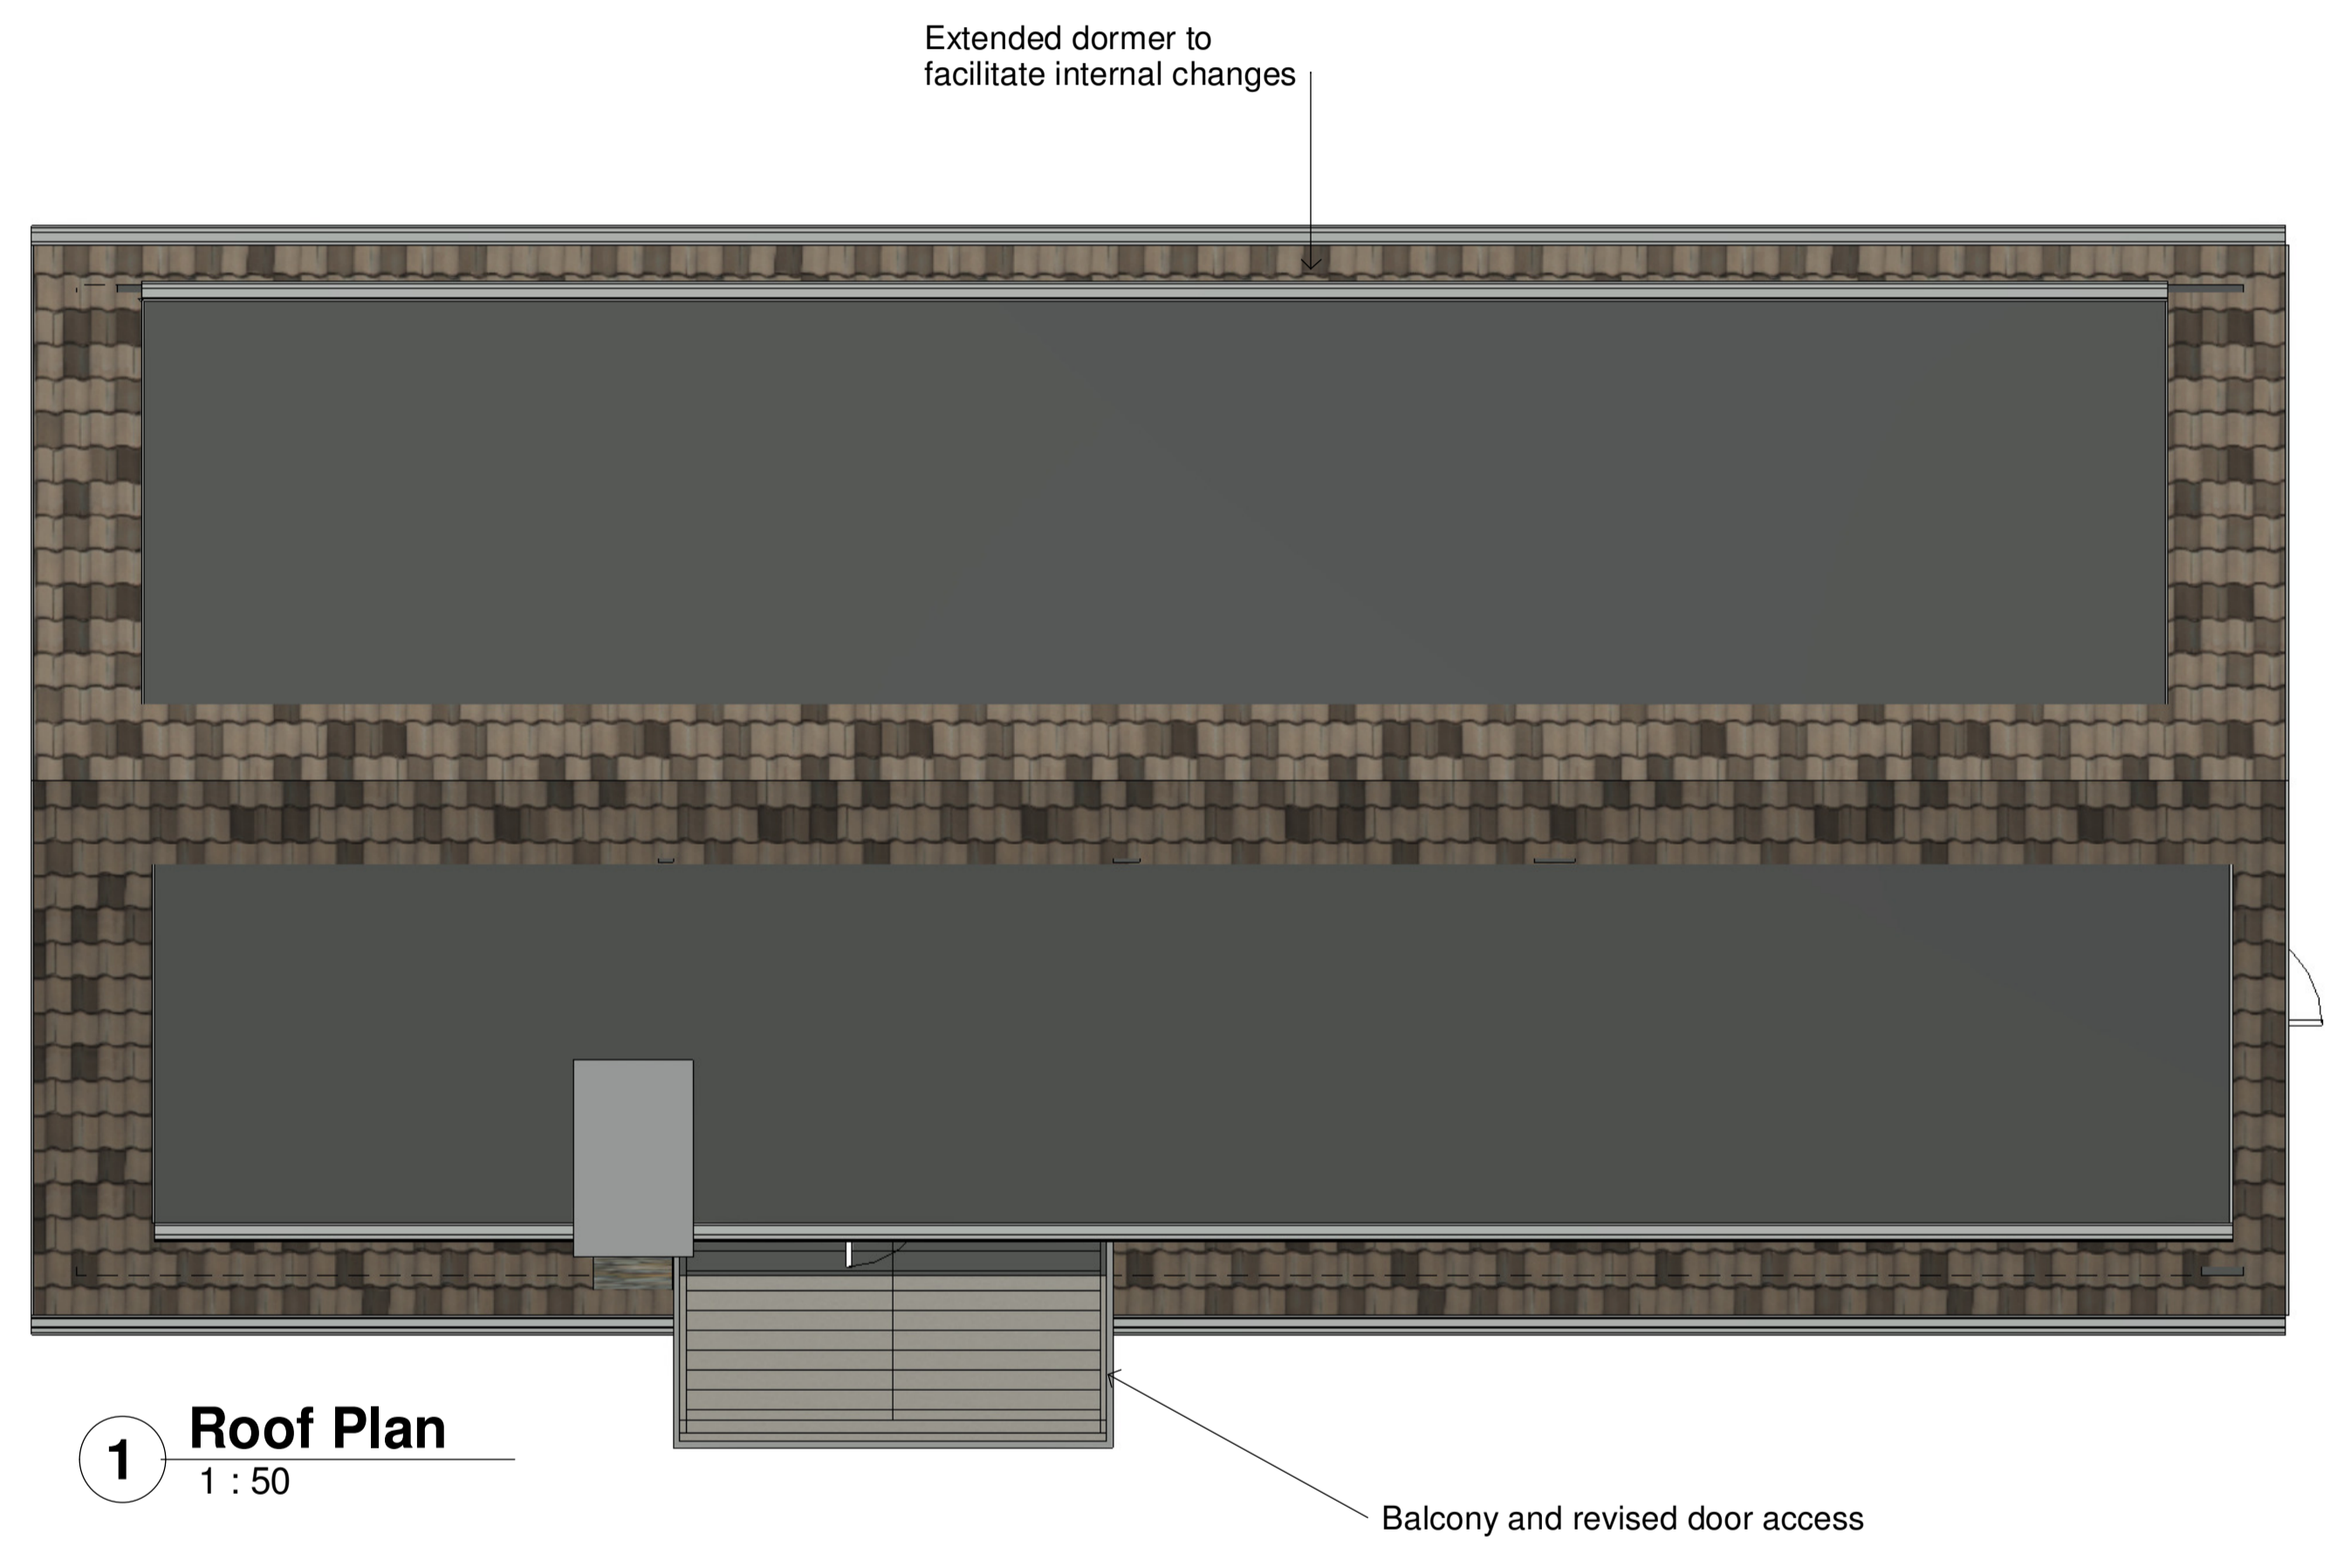 Extended dormer to
facilitate internal changes
1
Roof Plan
1 : 50
Balcony and revised door access